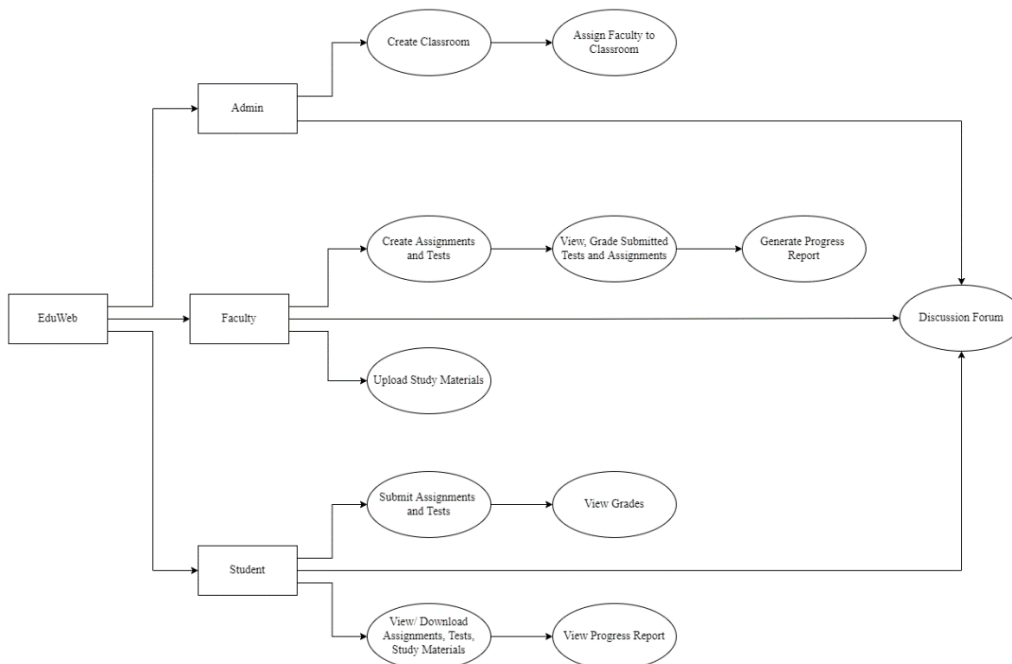 Create Classroom
Assign Faculty to
Classroom
Admin
Create Assignments
and Tests
View, Grade Submitted
Tests and Assignments
Generate Progress
Report
EduWeb
Faculty
Discussion Forum
Upload Study Materials
Submit Assignments
and Tests
View Grades
Student
View/ Download
Assignments, Tests,
Study Materials
View Progress Report